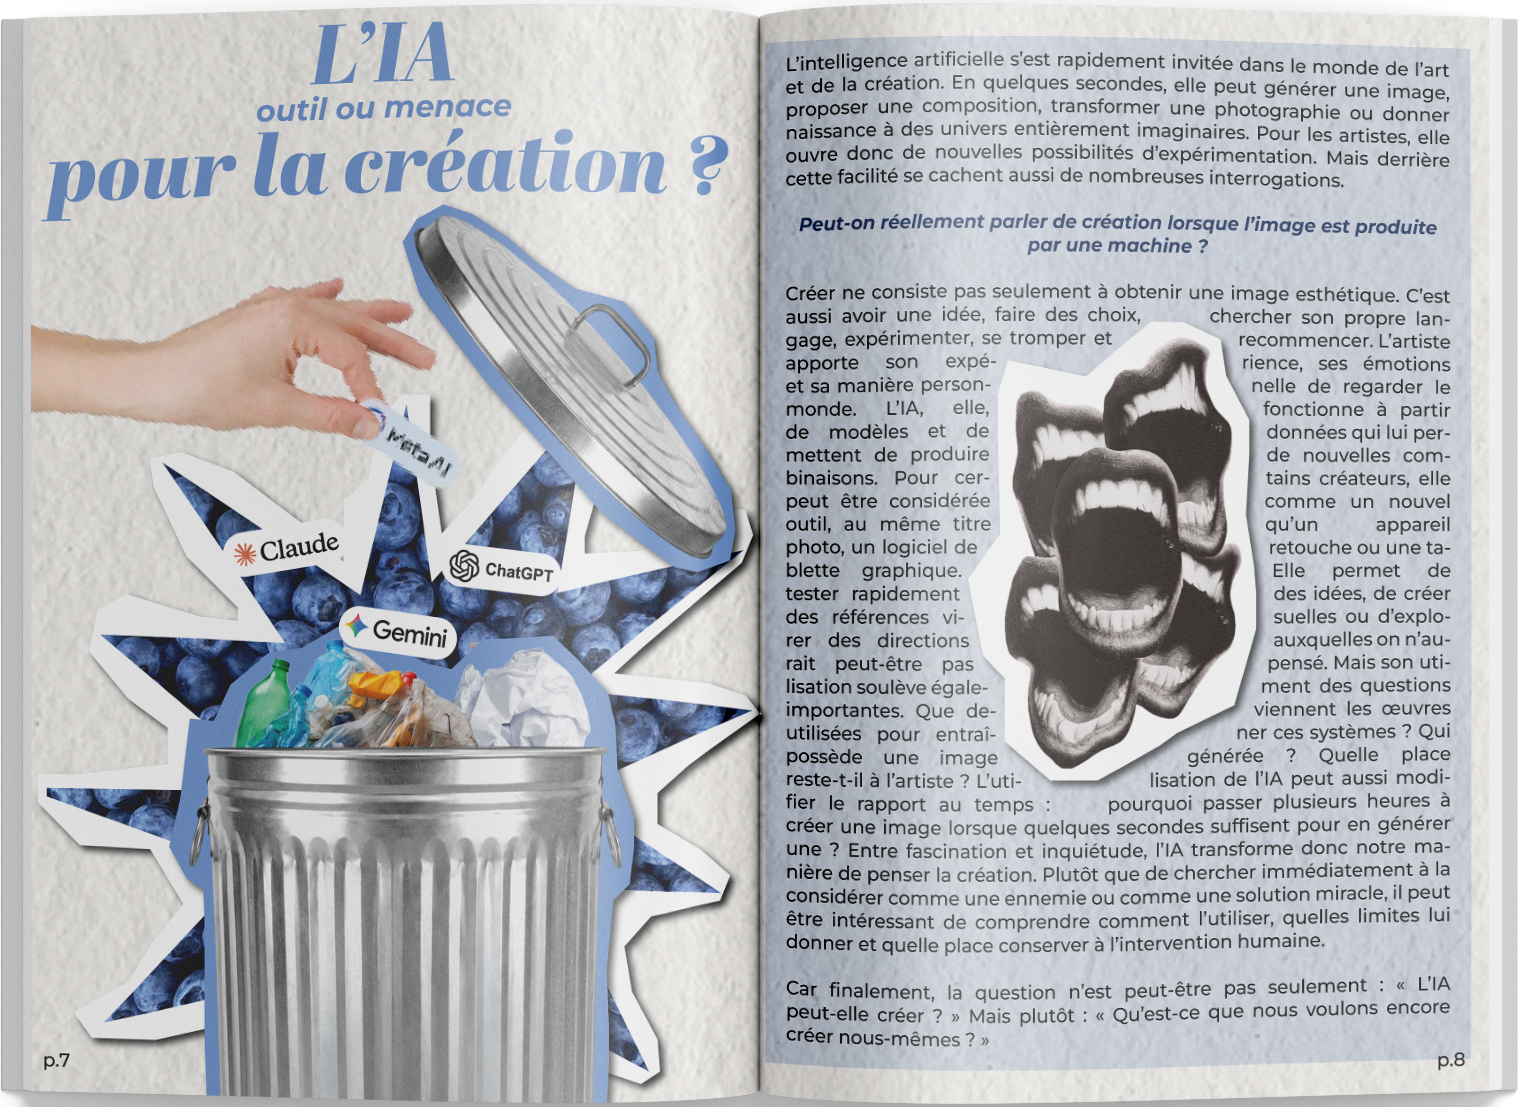 L'IA
outil ou menace
pour la création ?
Meta AI
Claude
ChatGPT
Gemini
p.7
L'intelligence artificielle s'est rapidement invitée dans le monde de l'art
et de la création. En quelques secondes, elle peut générer une image,
proposer une composition, transformer une photographie ou donner
naissance à des univers entièrement imaginaires. Pour les artistes, elle
ouvre donc de nouvelles possibilités d'expérimentation. Mais derrière
cette facilité se cachent aussi de nombreuses interrogations.
Peut-on réellement parler de création lorsque l'image est produite
par une machine ?
Créer ne consiste pas seulement à obtenir une image esthétique. C'est
aussi avoir une idée, faire des choix, chercher son propre lan-
gage, expérimenter, se tromper et recommencer. L'artiste
apporte son expé- rience, ses émotions
et sa manière person- nelle de regarder le
monde. L'IA, elle, fonctionne à partir
de modèles et de données qui lui per-
mettent de produire de nouvelles com-
binaisons. Pour cer- tains créateurs, elle
peut être considérée comme un nouvel
outil, au même titre qu'un appareil
photo, un logiciel de retouche ou une ta-
blette graphique. Elle permet de
tester rapidement des idées, de créer
des références vi- suelles ou d'explo-
rer des directions auxquelles on n'au-
rait peut-être pas pensé. Mais son uti-
lisation soulève égale- ment des questions
importantes. Que de- viennent les œuvres
utilisées pour entraî- ner ces systèmes ? Qui
possède une image générée ? Quelle place
reste-t-il à l'artiste ? L'uti- lisation de l'IA peut aussi modi-
fier le rapport au temps : pourquoi passer plusieurs heures à
créer une image lorsque quelques secondes suffisent pour en générer
une ? Entre fascination et inquiétude, l'IA transforme donc notre ma-
nière de penser la création. Plutôt que de chercher immédiatement à la
considérer comme une ennemie ou comme une solution miracle, il peut
être intéressant de comprendre comment l'utiliser, quelles limites lui
donner et quelle place conserver à l'intervention humaine.
Car finalement, la question n'est peut-être pas seulement : « L'IA
peut-elle créer ? » Mais plutôt : « Qu'est-ce que nous voulons encore
créer nous-mêmes ? »
p.8